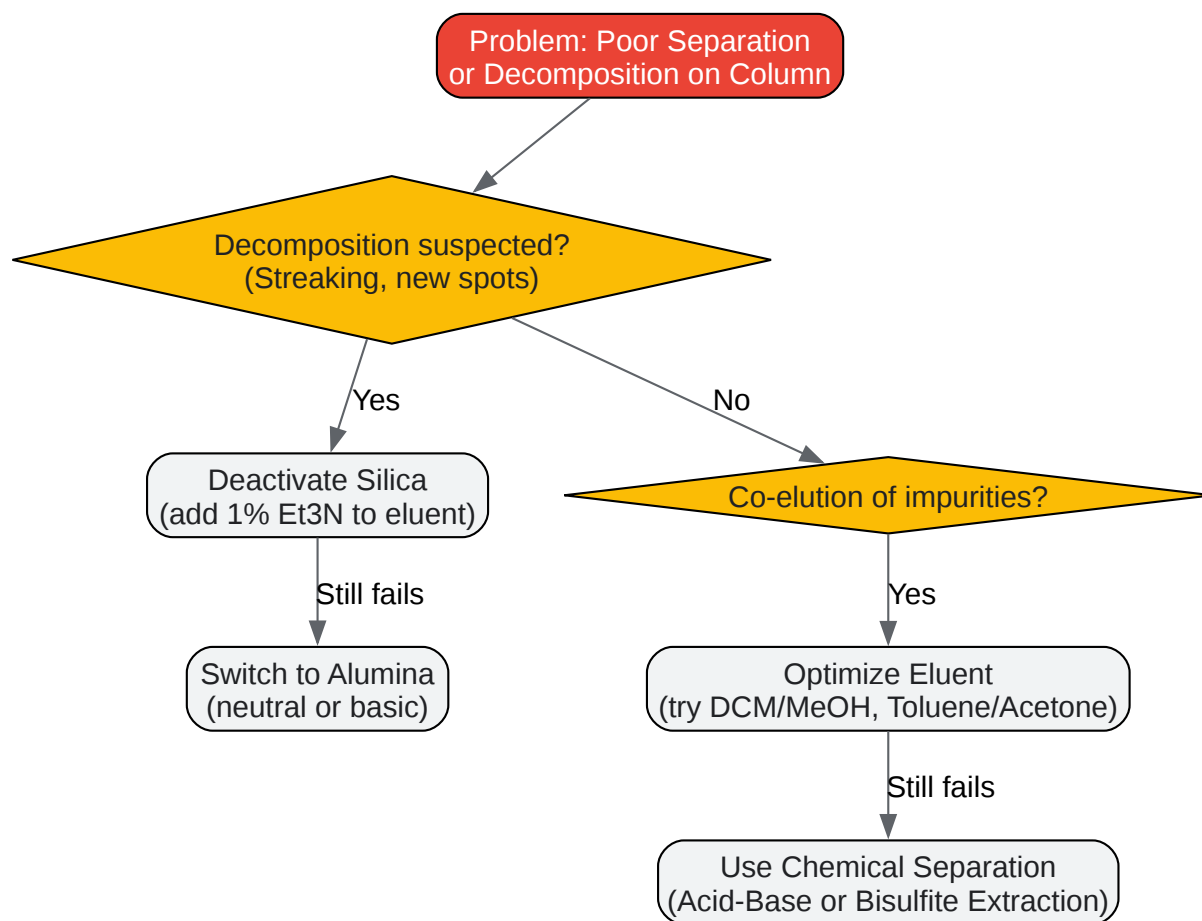 Problem: Poor Separation
or Decomposition on Column
Decomposition suspected?
(Streaking, new spots)
Yes
No
Deactivate Silica
(add 1% Et3N to eluent)
Co-elution of impurities?
Still fails
Yes
Switch to Alumina
(neutral or basic)
Optimize Eluent
(try DCM/MeOH, Toluene/Acetone)
Still fails
Use Chemical Separation
(Acid-Base or Bisulfite Extraction)